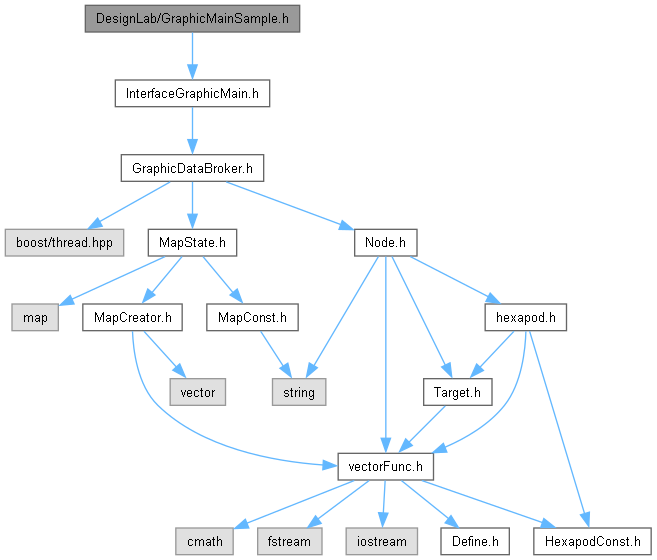 DesignLab/GraphicMainSample.h
InterfaceGraphicMain.h
GraphicDataBroker.h
boost/thread.hpp
MapState.h
Node.h
map
MapCreator.h
MapConst.h
hexapod.h
vector
string
Target.h
vectorFunc.h
cmath
fstream
iostream
Define.h
HexapodConst.h